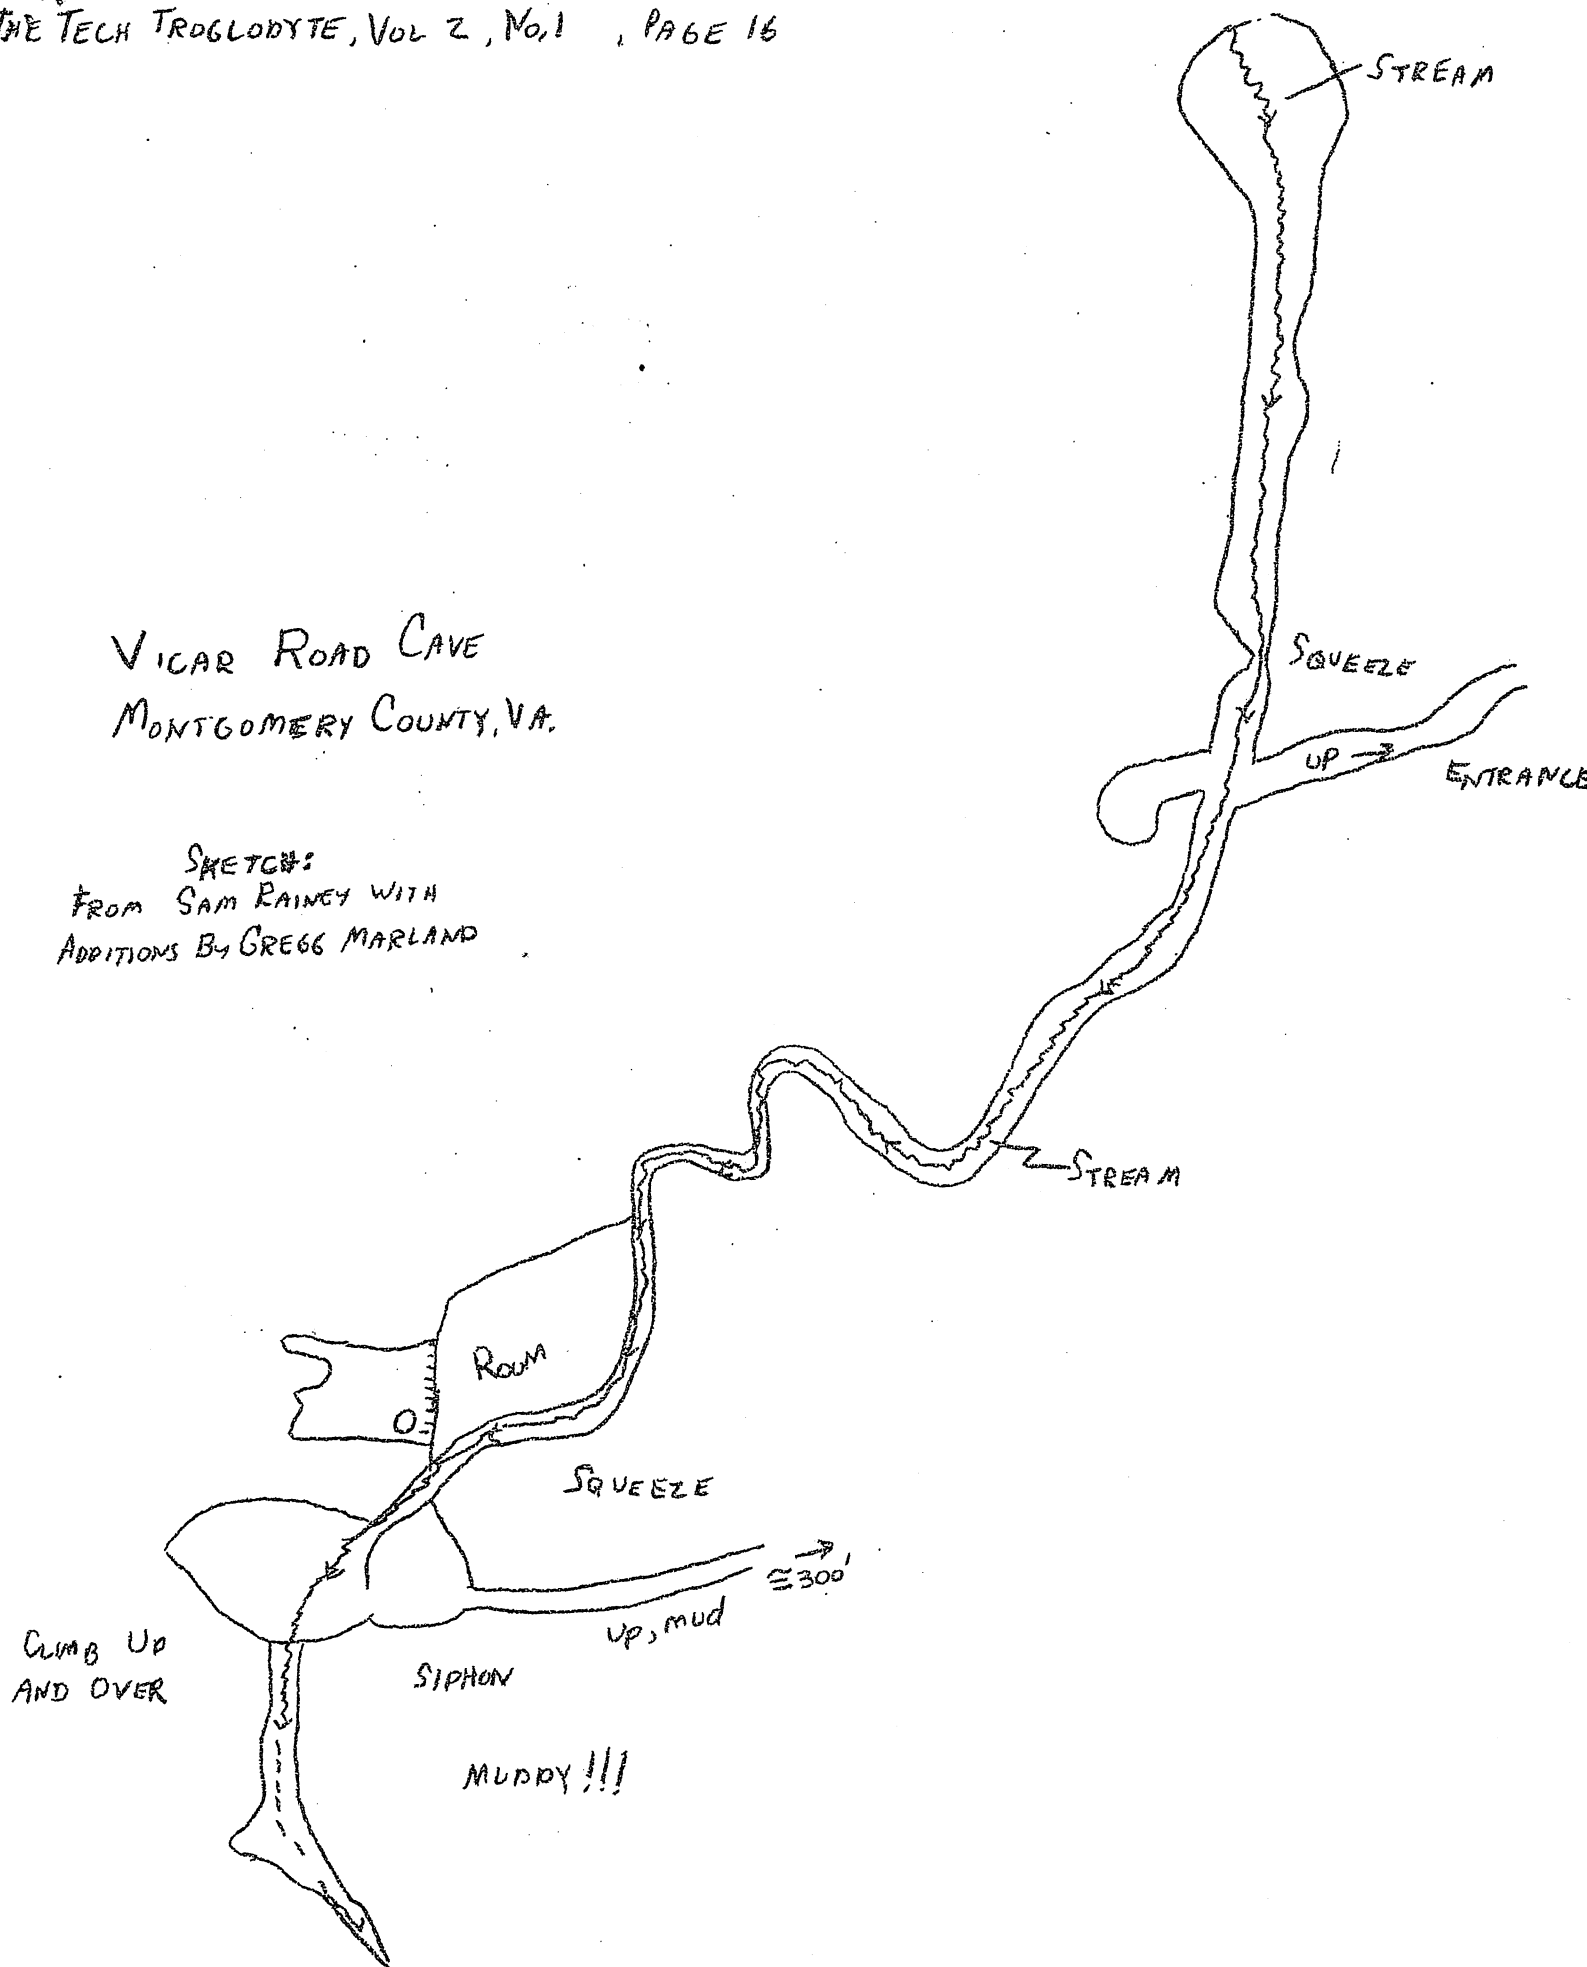 THE TECH TROGLODYTE, VOL 2, NO,1 , PAGE 16
STREAM
VICAR ROAD CAVE
MONTGOMERY COUNTY, VA.
SQUEEZE
UP
ENTRANCE
SKETCH:
FROM SAM RAINEY WITH
ADDITIONS BY GREGG MARLAND
STREAM
ROOM
SQUEEZE
≅300'
up, mud
CLIMB UP
AND OVER
SIPHON
MUDDY!!!